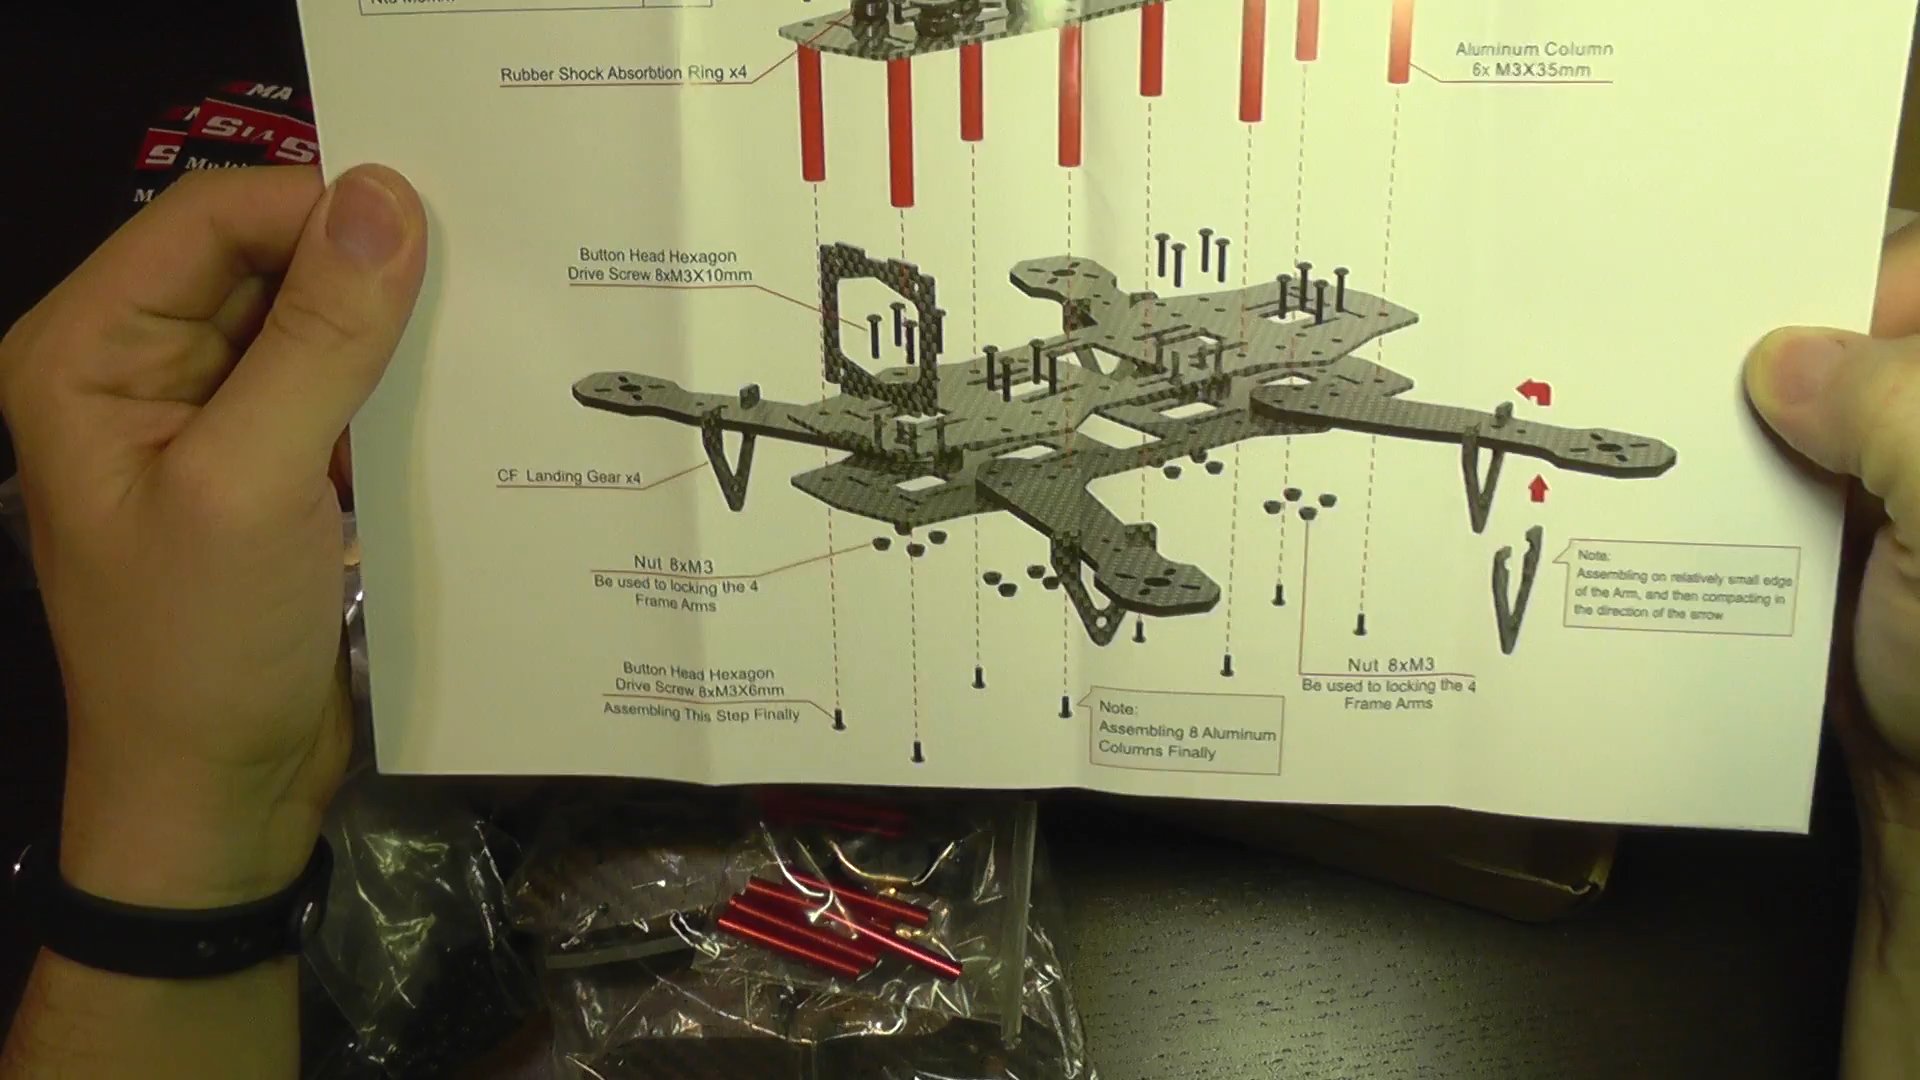 Rubber Shock Absorbtion Ring x4
Aluminum Column
6x M3X35mm
MA
Button Head Hexagon
Drive Screw 8xM3X10mm
CF Landing Gear x4
Nut 8xM3
Be used to locking the 4
Frame Arms
Note:
Assembling on relatively small edge
of the Arm, and then compacting in
the direction of the arrow
Button Head Hexagon
Drive Screw 8xM3X6mm
Assembling This Step Finally
Note:
Assembling 8 Aluminum
Columns Finally
Nut 8xM3
Be used to locking the 4
Frame Arms